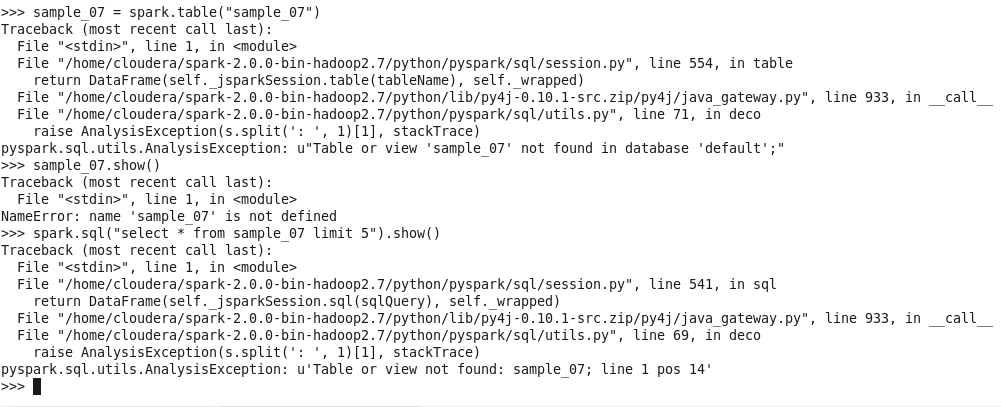 >>> sample_07 = spark.table("sample_07")
Traceback (most recent call last):
  File "<stdin>", line 1, in <module>
  File "/home/cloudera/spark-2.0.0-bin-hadoop2.7/python/pyspark/sql/session.py", line 554, in table
    return DataFrame(self._jsparkSession.table(tableName), self._wrapped)
  File "/home/cloudera/spark-2.0.0-bin-hadoop2.7/python/lib/py4j-0.10.1-src.zip/py4j/java_gateway.py", line 933, in __call__
  File "/home/cloudera/spark-2.0.0-bin-hadoop2.7/python/pyspark/sql/utils.py", line 71, in deco
    raise AnalysisException(s.split(': ', 1)[1], stackTrace)
pyspark.sql.utils.AnalysisException: u"Table or view 'sample_07' not found in database 'default';"
>>> sample_07.show()
Traceback (most recent call last):
  File "<stdin>", line 1, in <module>
NameError: name 'sample_07' is not defined
>>> spark.sql("select * from sample_07 limit 5").show()
Traceback (most recent call last):
  File "<stdin>", line 1, in <module>
  File "/home/cloudera/spark-2.0.0-bin-hadoop2.7/python/pyspark/sql/session.py", line 541, in sql
    return DataFrame(self._jsparkSession.sql(sqlQuery), self._wrapped)
  File "/home/cloudera/spark-2.0.0-bin-hadoop2.7/python/lib/py4j-0.10.1-src.zip/py4j/java_gateway.py", line 933, in __call__
  File "/home/cloudera/spark-2.0.0-bin-hadoop2.7/python/pyspark/sql/utils.py", line 69, in deco
    raise AnalysisException(s.split(': ', 1)[1], stackTrace)
pyspark.sql.utils.AnalysisException: u'Table or view not found: sample_07; line 1 pos 14'
>>>